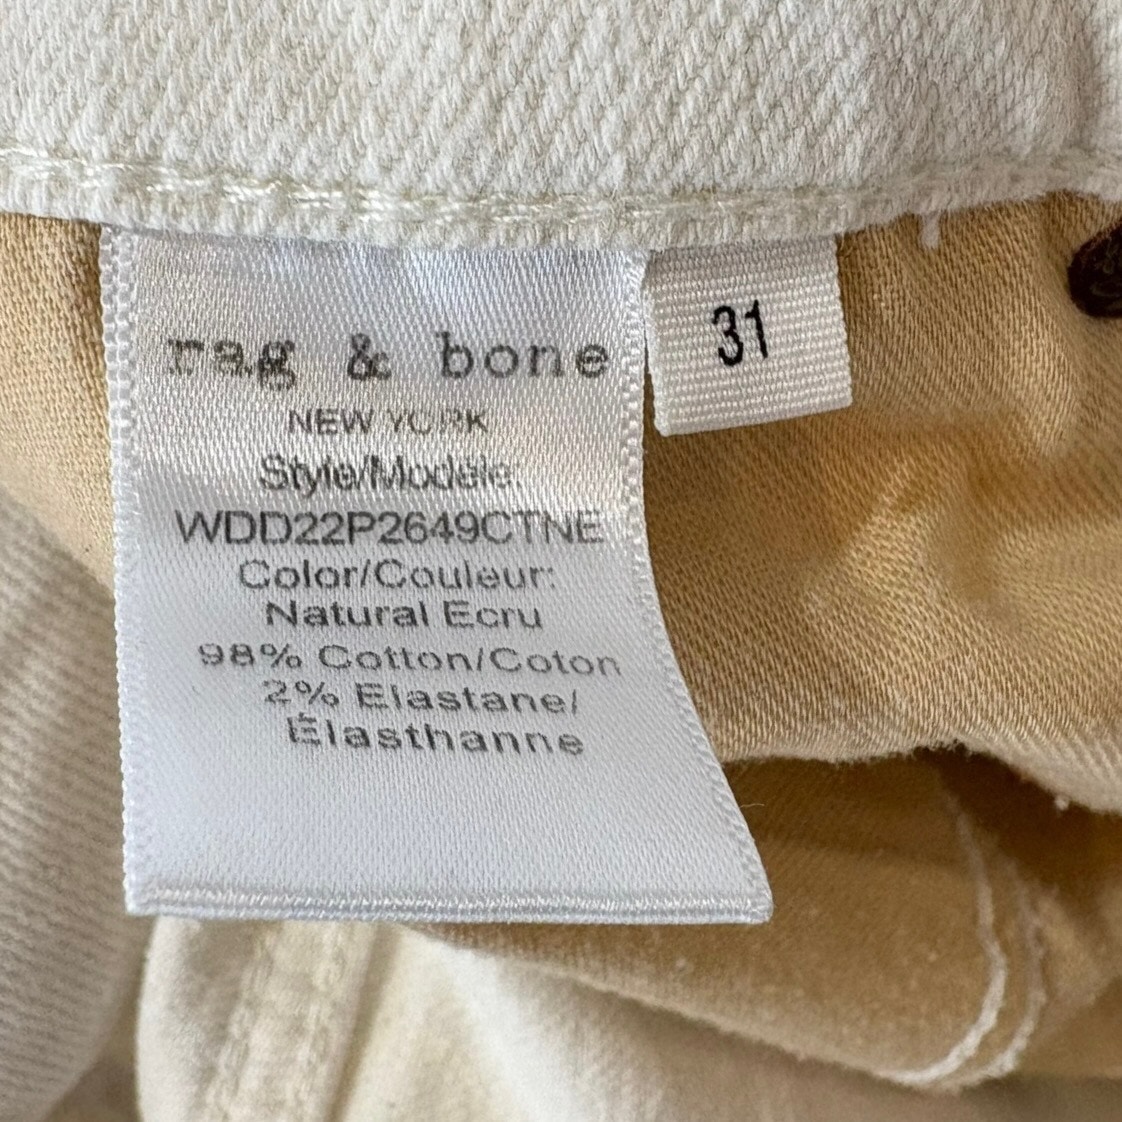 rag & bone
NEW YORK
Style/Modèle:
WDD22P2649CTNE
Color/Couleur:
Natural Ecru
98% Cotton/Coton
2% Elastane/
Élasthanne
31